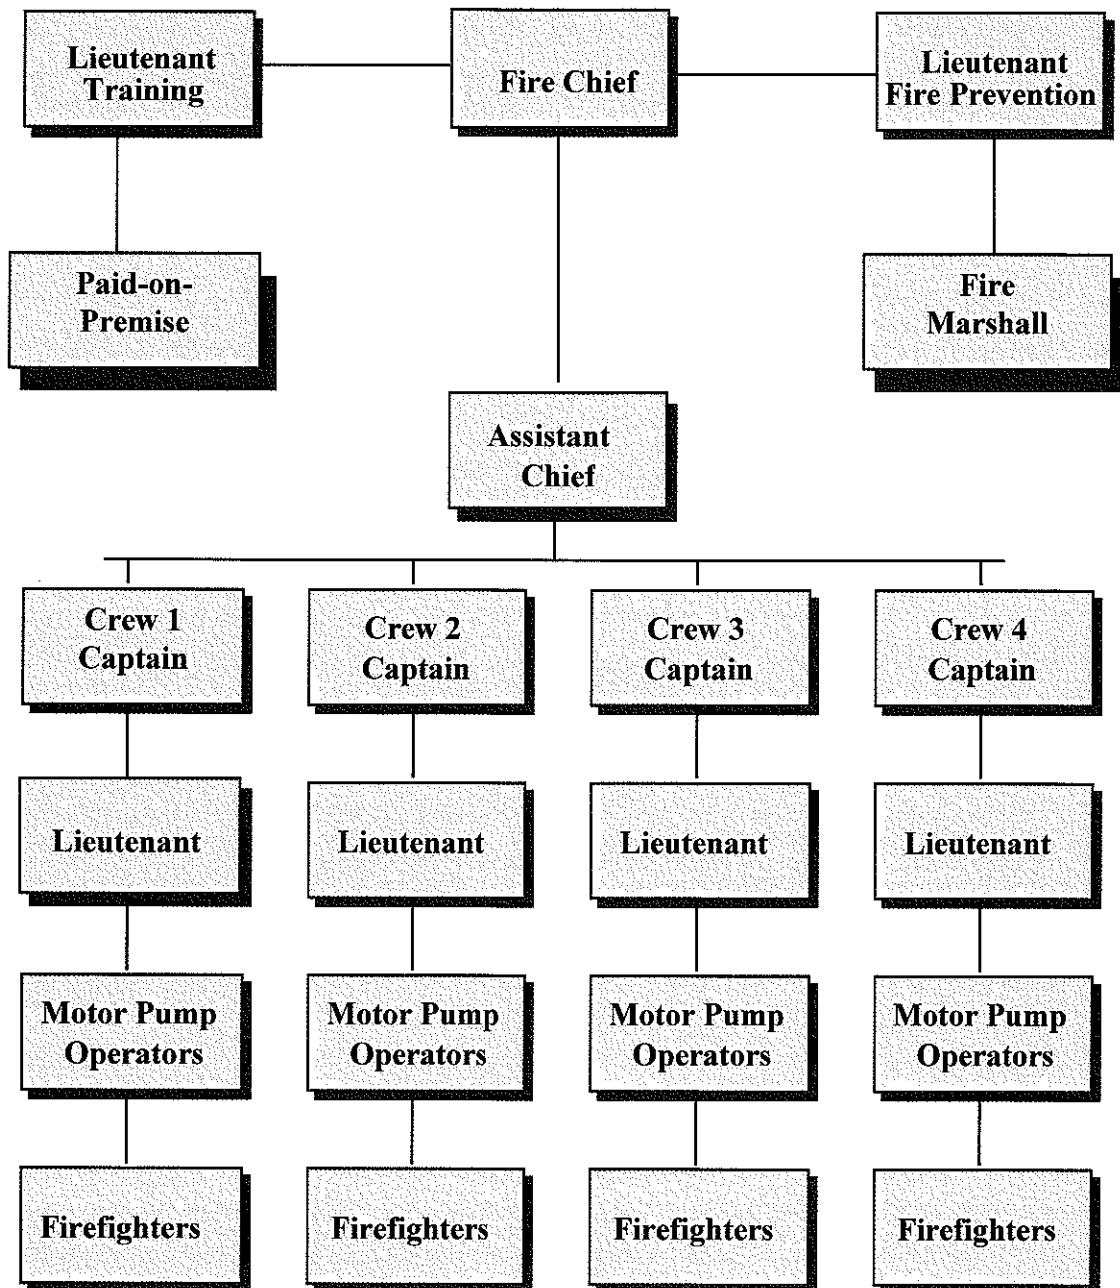 Lieutenant
Training
Fire Chief
Lieutenant
Fire Prevention
Paid-on-
Premise
Fire
Marshall
Assistant
Chief
Crew 1
Captain
Crew 2
Captain
Crew 3
Captain
Crew 4
Captain
Lieutenant
Lieutenant
Lieutenant
Lieutenant
Motor Pump
Operators
Motor Pump
Operators
Motor Pump
Operators
Motor Pump
Operators
Firefighters
Firefighters
Firefighters
Firefighters